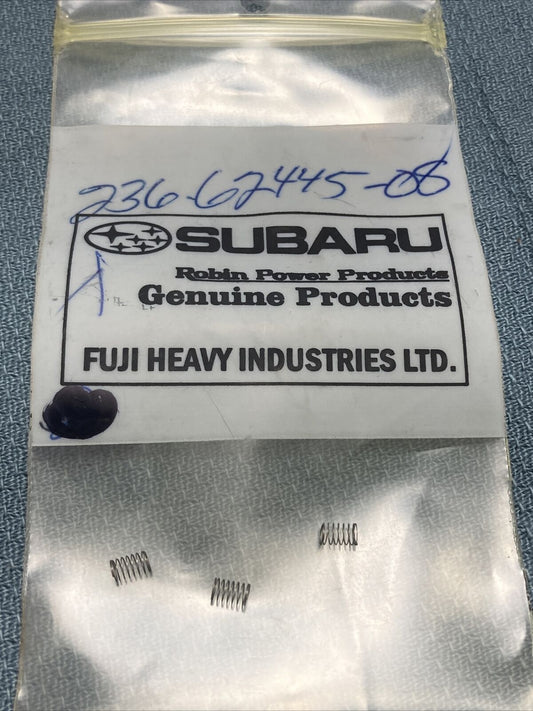 236-62445-08
SUBARU
Robin Power Products
Genuine Products
FUJI HEAVY INDUSTRIES LTD.